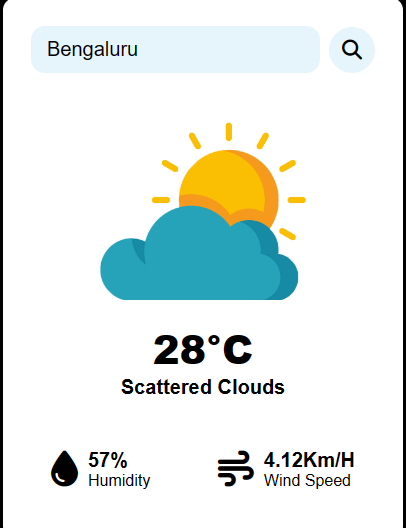 Bengaluru
28°C
Scattered Clouds
57%
Humidity
4.12Km/H
Wind Speed